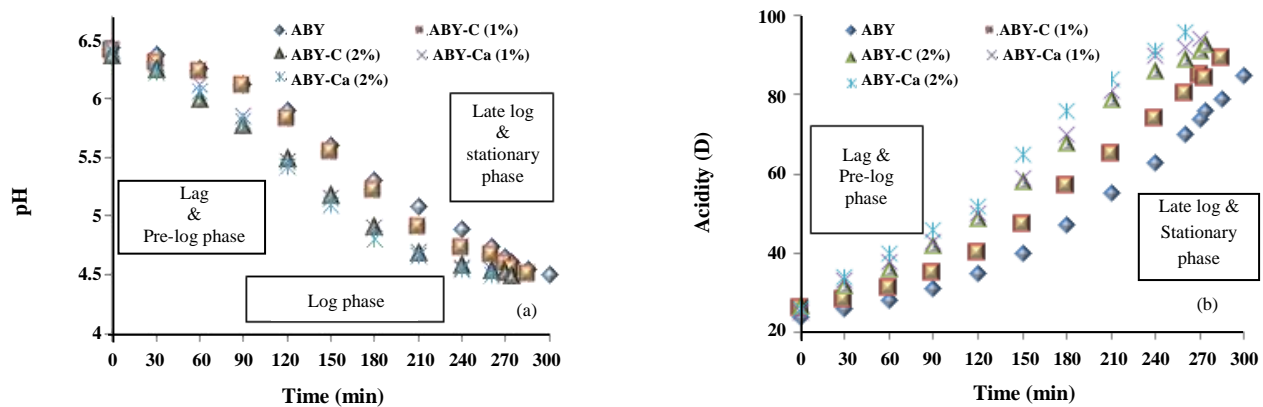 ABY
ABY-C (1%)
ABY-C (2%)
ABY-Ca (1%)
ABY-Ca (2%)
6.5
6
5.5
5
4.5
4
pH
Lag
&
Pre-log phase
Late log
&
stationary
phase
Log phase
(a)
0 30 60 90 120 150 180 210 240 270 300
Time (min)
ABY
ABY-C (1%)
ABY-C (2%)
ABY-Ca (1%)
ABY-Ca (2%)
100
80
60
40
20
Acidity (D)
Lag &
Pre-log
phase
Late log &
Stationary
phase
(b)
0 30 60 90 120 150 180 210 240 270 300
Time (min)